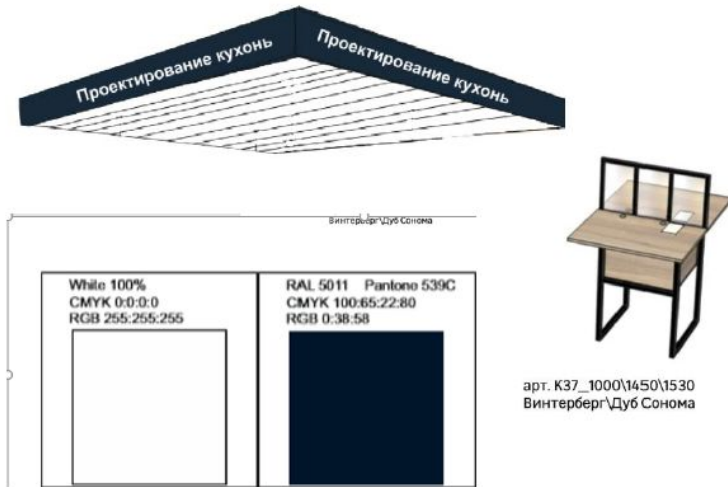 Проектирование кухонь
Проектирование кухонь
Винтерберг\Дуб Сонома
White 100%
CMYK 0:0:0:0
RGB 255:255:255
RAL 5011 Pantone 539C
CMYK 100:65:22:80
RGB 0:38:58
арт. К37_1000\1450\1530
Винтерберг\Дуб Сонома